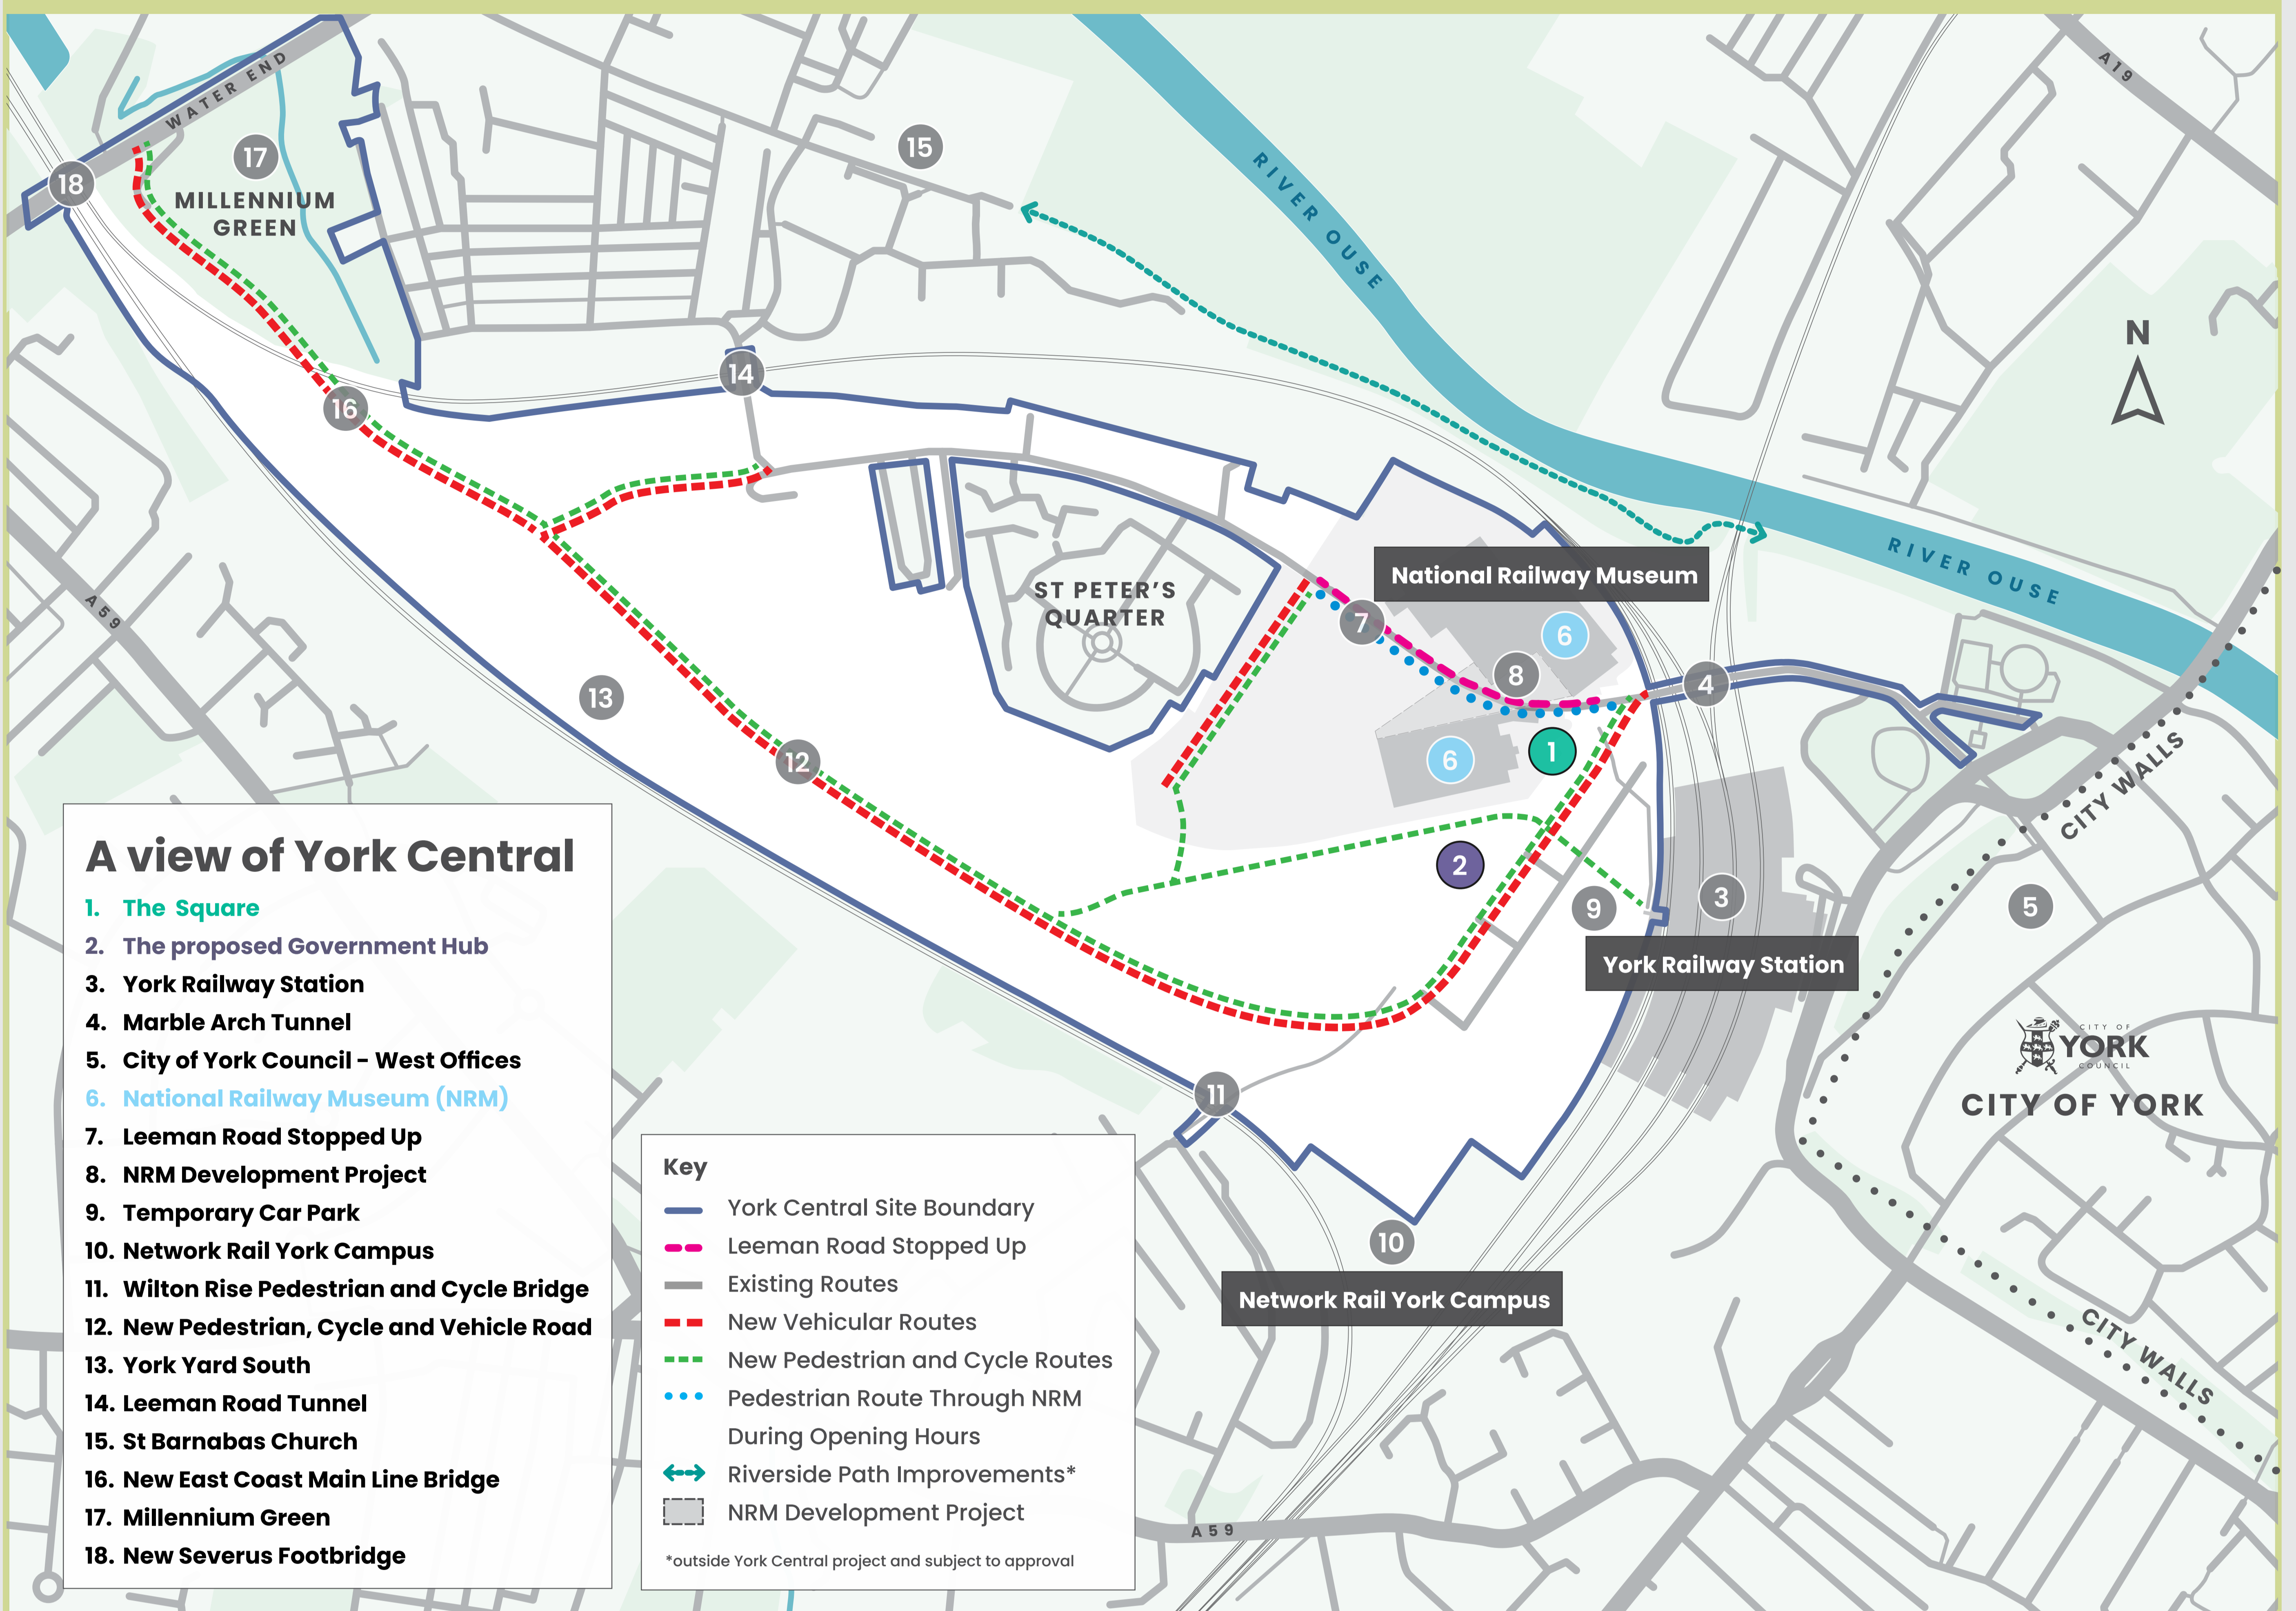 WATER END
A19
17
15
18
MILLENNIUM
GREEN
RIVER OUSE
N
14
16
RIVER OUSE
National Railway Museum
A59
ST PETER'S
QUARTER
7
6
8
4
13
12
6
1
CITY WALLS
2
3
9
5
York Railway Station
CITY OF
YORK
COUNCIL
CITY OF YORK
11
10
Network Rail York Campus
CITY WALLS
A59
A view of York Central
1. The Square
2. The proposed Government Hub
3. York Railway Station
4. Marble Arch Tunnel
5. City of York Council – West Offices
6. National Railway Museum (NRM)
7. Leeman Road Stopped Up
8. NRM Development Project
9. Temporary Car Park
10. Network Rail York Campus
11. Wilton Rise Pedestrian and Cycle Bridge
12. New Pedestrian, Cycle and Vehicle Road
13. York Yard South
14. Leeman Road Tunnel
15. St Barnabas Church
16. New East Coast Main Line Bridge
17. Millennium Green
18. New Severus Footbridge
Key
York Central Site Boundary
Leeman Road Stopped Up
Existing Routes
New Vehicular Routes
New Pedestrian and Cycle Routes
Pedestrian Route Through NRM
During Opening Hours
Riverside Path Improvements*
NRM Development Project
*outside York Central project and subject to approval